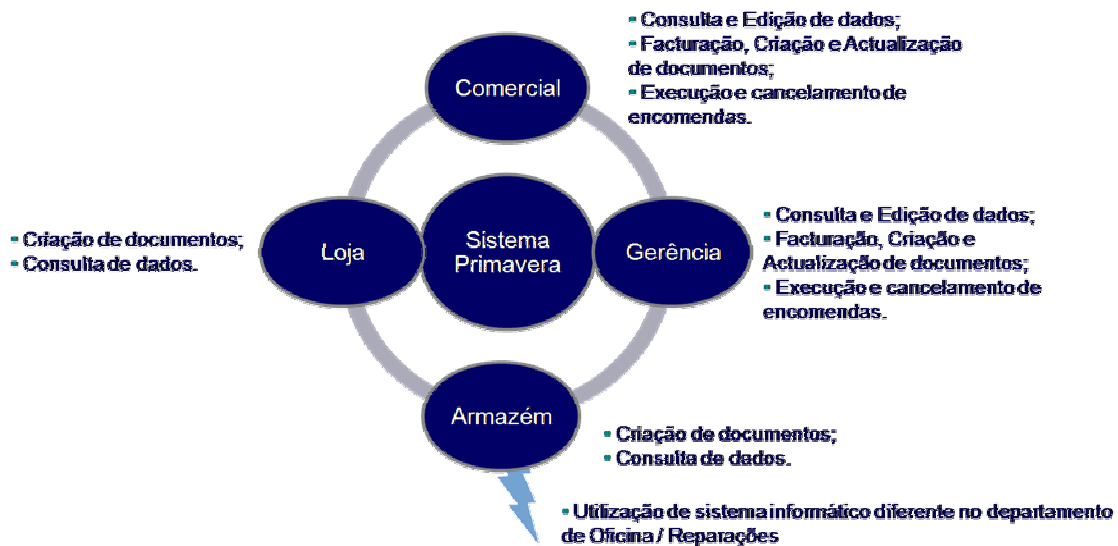 ▪ Consulta e Edição de dados;
▪ Facturação, Criação e Actualização
de documentos;
▪ Execução e cancelamento de
encomendas.
Comercial
▪ Criação de documentos;
▪ Consulta de dados.
Loja
Sistema
Primavera
Gerência
▪ Consulta e Edição de dados;
▪ Facturação, Criação e
Actualização de documentos;
▪ Execução e cancelamento de
encomendas.
Armazém
▪ Criação de documentos;
▪ Consulta de dados.
▪ Utilização de sistema informático diferente no departamento
de Oficina / Reparações